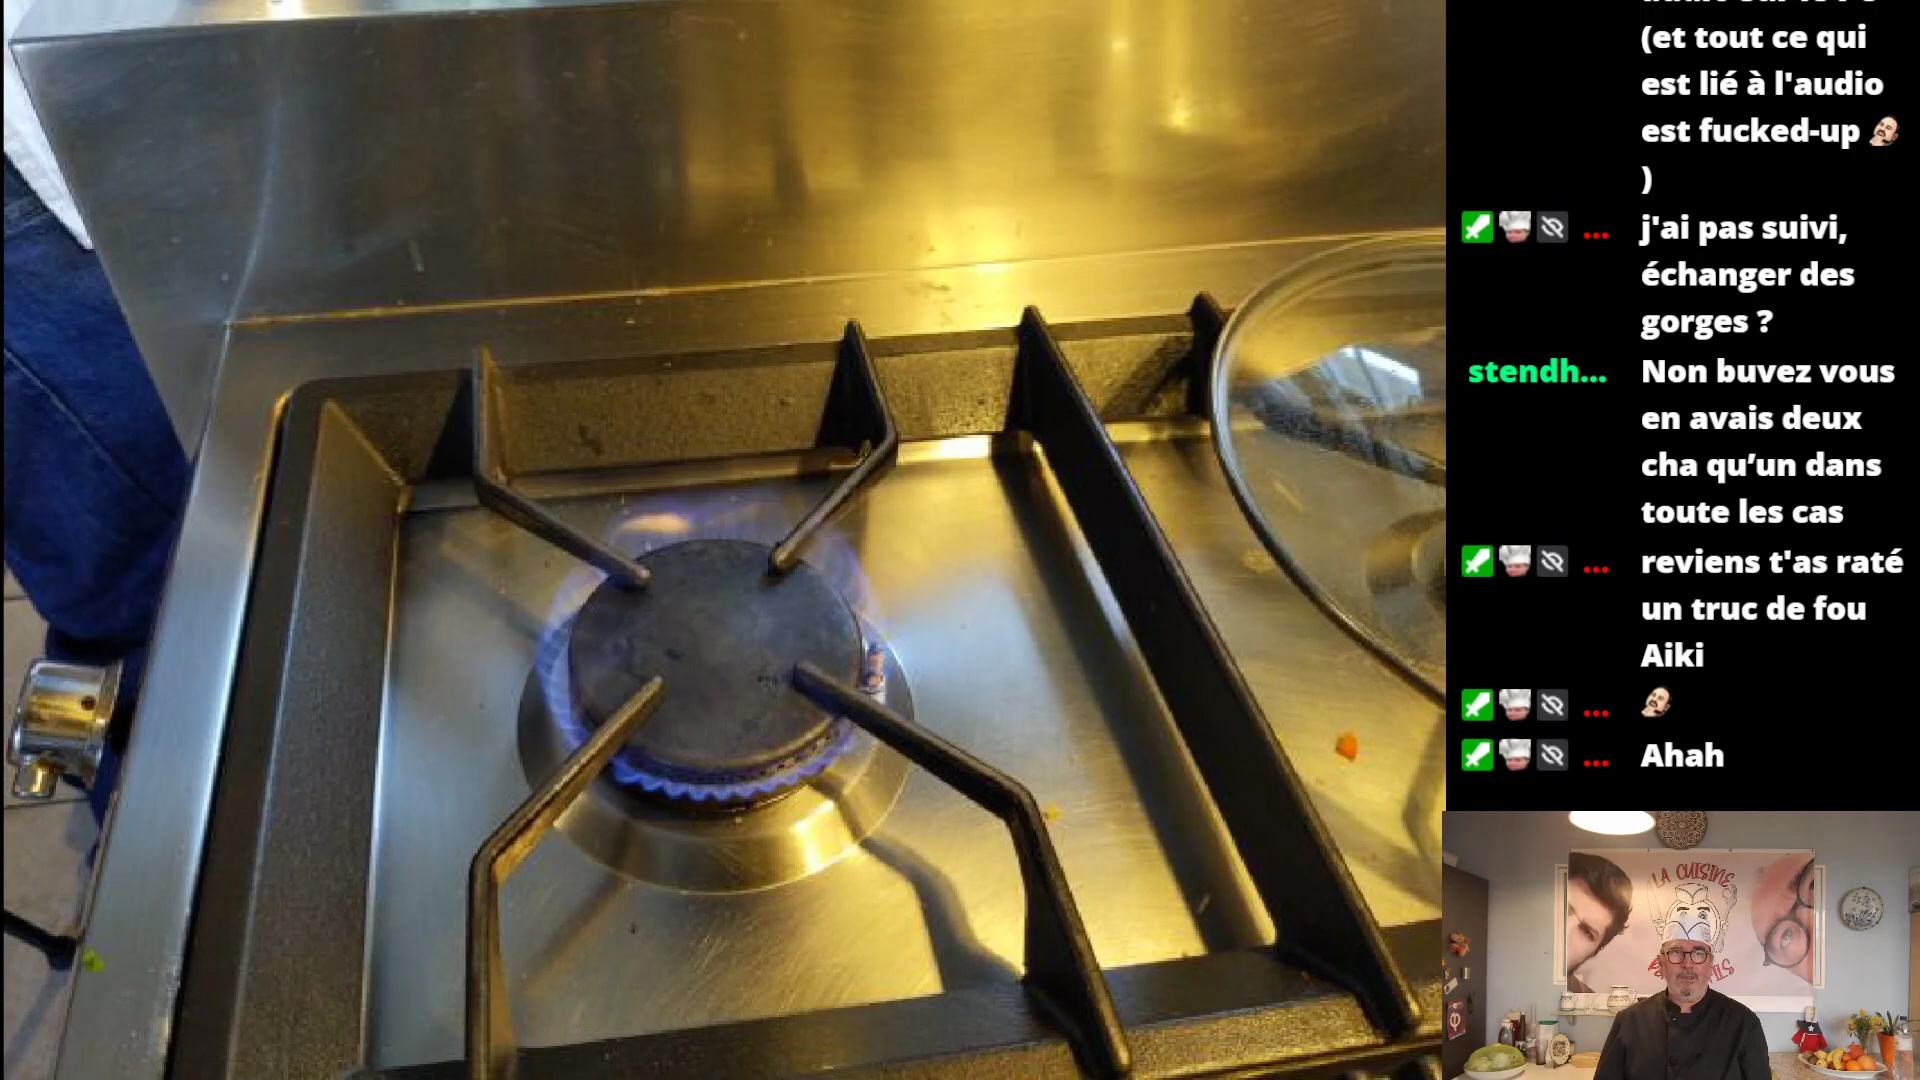 (et tout ce qui
est lié à l'audio
est fucked-up
)
... j'ai pas suivi,
échanger des
gorges ?
stendh... Non buvez vous
en avais deux
cha qu’un dans
toute les cas
... reviens t'as raté
un truc de fou
Aiki
...
... Ahah
LA CUISINE